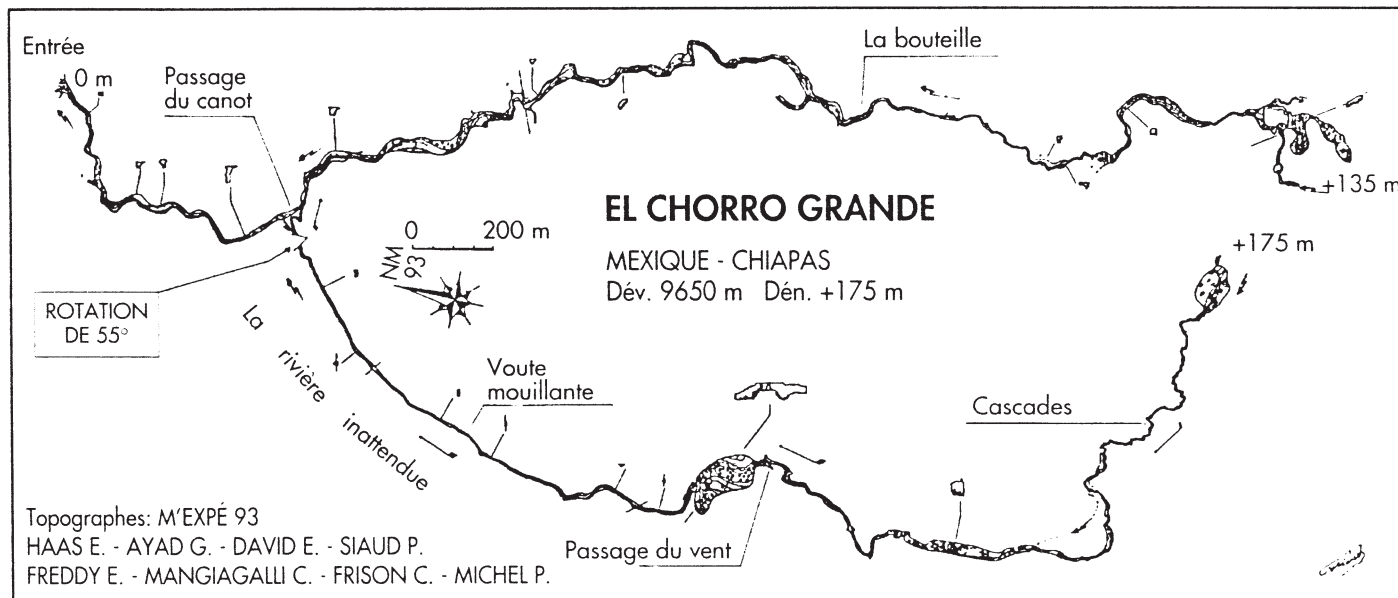 Entrée
0 m
Passage
du canot
La bouteille
+135 m
EL CHORRO GRANDE
MEXIQUE - CHIAPAS
Dév. 9650 m Dén. +175 m
0 200 m
NM
93
+175 m
ROTATION
DE 55°
La rivière inattendue
Voute
mouillante
Cascades
Passage du vent
Topographes: M'EXPÉ 93
HAAS E. - AYAD G. - DAVID E. - SIAUD P.
FREDDY E. - MANGIAGALLI C. - FRISON C. - MICHEL P.